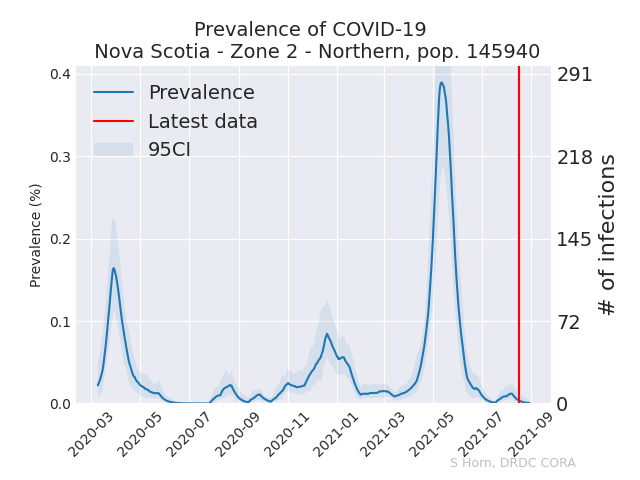 Prevalence of COVID-19
Nova Scotia - Zone 2 - Northern, pop. 145940
Prevalence
Latest data
95CI
Prevalence (%)
0.4
0.3
0.2
0.1
0.0
291
218
145
72
0
# of infections
2020-03
2020-05
2020-07
2020-09
2020-11
2021-01
2021-03
2021-05
2021-07
2021-09
S Horn, DRDC CORA